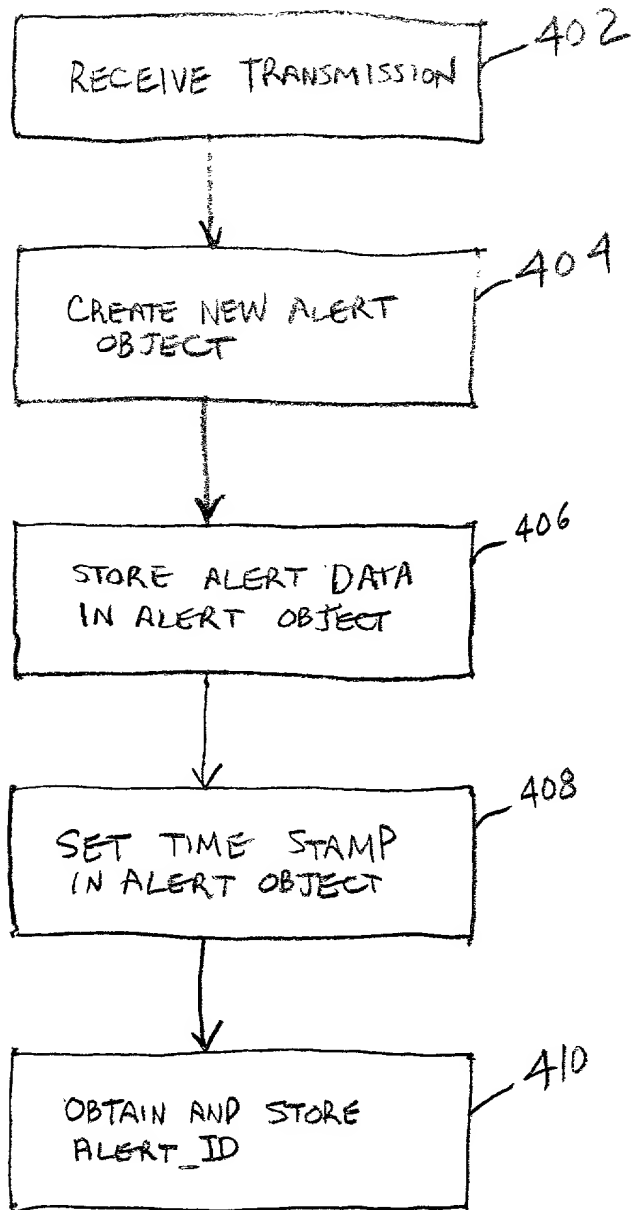 RECEIVE TRANSMISSION
402
CREATE NEW ALERT
OBJECT
404
STORE ALERT DATA
IN ALERT OBJECT
406
SET TIME STAMP
IN ALERT OBJECT
408
OBTAIN AND STORE
ALERT_ID
410